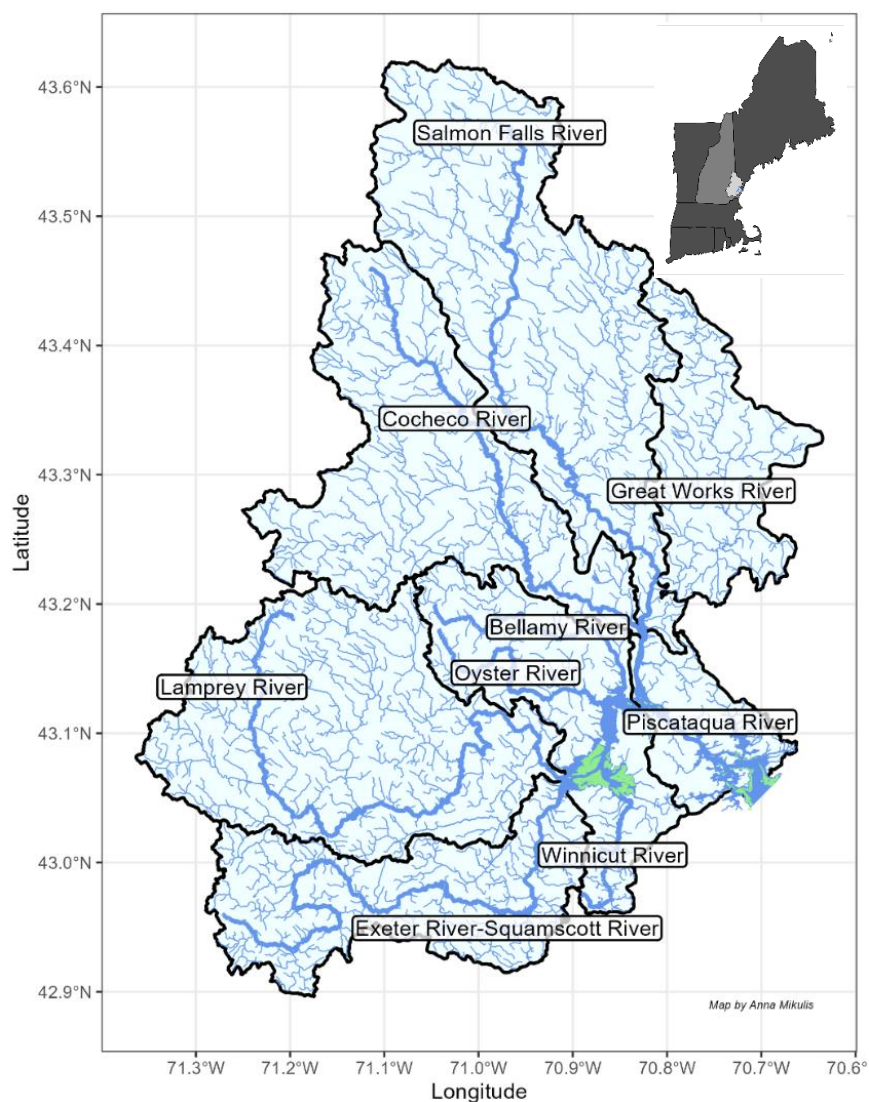 43.6°N
Salmon Falls River
43.5°N
43.4°N
Cocheco River
43.3°N
Great Works River
Latitude
43.2°N
Bellamy River
Oyster River
Lamprey River
Piscataqua River
43.1°N
Winnicut River
43.0°N
Exeter River-Squamscott River
42.9°N
Map by Anna Mikulis
71.3°W 71.2°W 71.1°W 71.0°W 70.9°W 70.8°W 70.7°W 70.6°W
Longitude